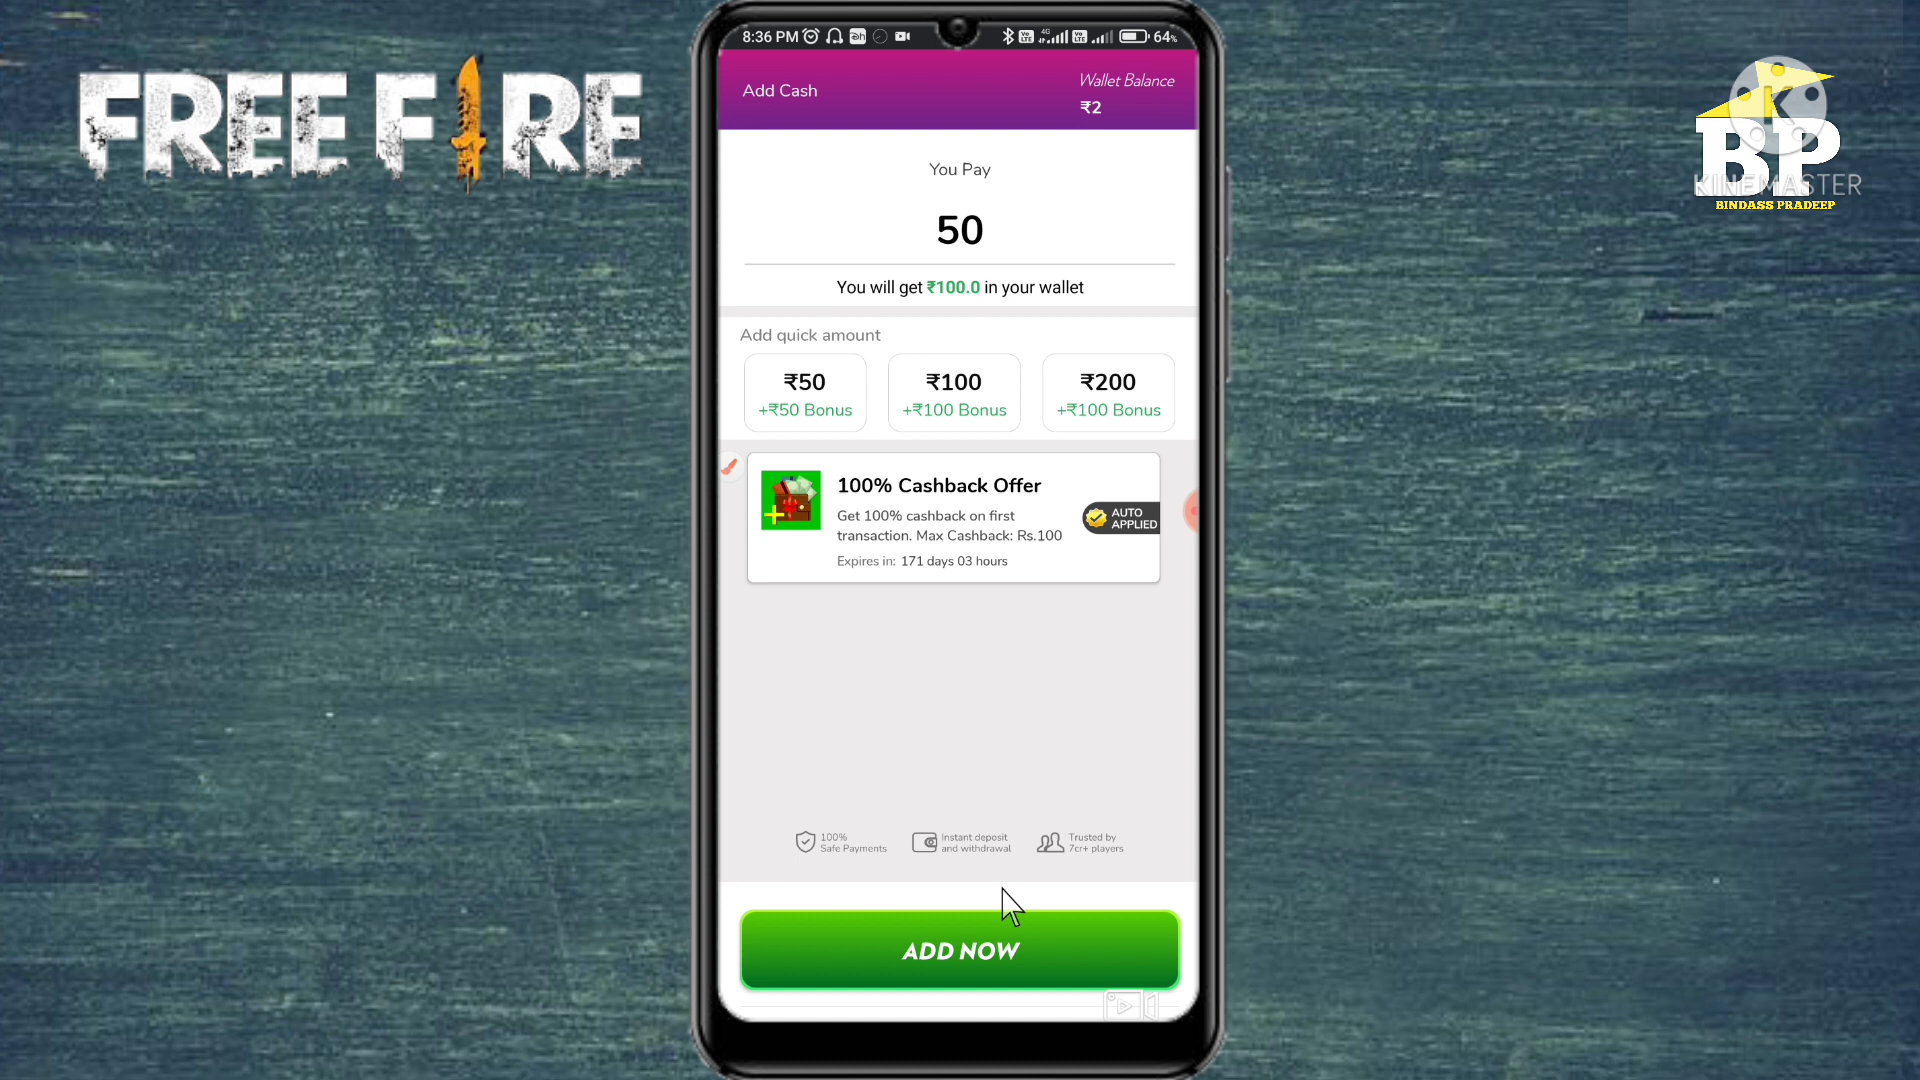 FREE FIRE
8:36 PM
4G
64%
Add Cash
Wallet Balance
₹2
You Pay
50
You will get ₹100.0 in your wallet
Add quick amount
₹50
+₹50 Bonus
₹100
+₹100 Bonus
₹200
+₹100 Bonus
100% Cashback Offer
Get 100% cashback on first
transaction. Max Cashback: Rs.100
Expires in: 171 days 03 hours
AUTO
APPLIED
100%
Safe Payments
Instant deposit
and withdrawal
Trusted by
7cr+ players
ADD NOW
K
BP
KINEMASTER
BINDASS PRADEEP